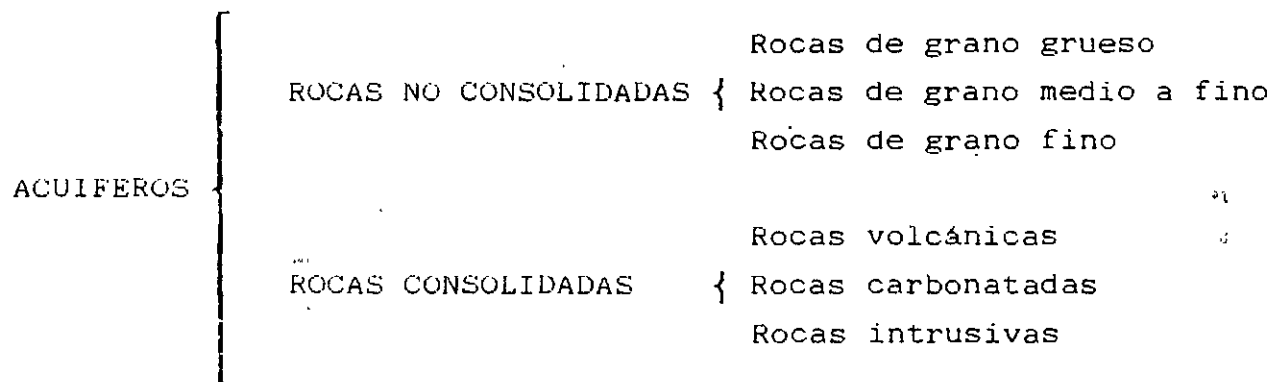 Rocas de grano grueso
ROCAS NO CONSOLIDADAS { Rocas de grano medio a fino
Rocas de grano fino
ACUIFEROS {
Rocas volcánicas
ROCAS CONSOLIDADAS { Rocas carbonatadas
Rocas intrusivas